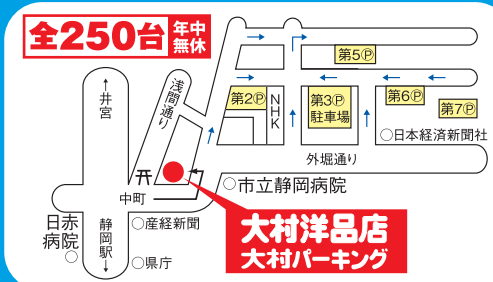 全250台 年中無休
←井宮
浅間通り
第5Ⓟ
第2Ⓟ
NHK
第3Ⓟ
駐車場
第6Ⓟ
第7Ⓟ
○日本経済新聞社
外堀通り
○市立静岡病院
中町
日赤病院○
静岡駅→
○産経新聞
○県庁
大村洋品店
大村パーキング